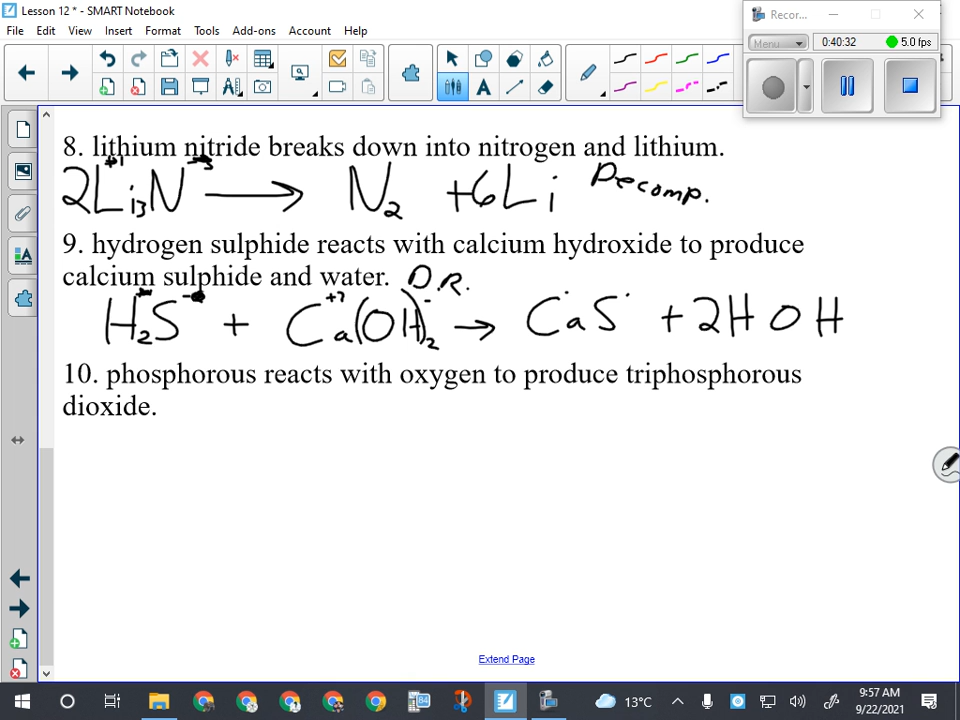 Lesson 12 * - SMART Notebook
Recor...
File Edit View Insert Format Tools Add-ons Account Help
Menu 0:40:32 5.0 fps
8. lithium nitride breaks down into nitrogen and lithium.
+1 -3
2Li₃N → N₂ + 6Li Decomp.
9. hydrogen sulphide reacts with calcium hydroxide to produce
calcium sulphide and water. D.R.
H₂S + Ca(OH)₂ → CaS + 2HOH
10. phosphorous reacts with oxygen to produce triphosphorous
dioxide.
Extend Page
13°C
9:57 AM
9/22/2021